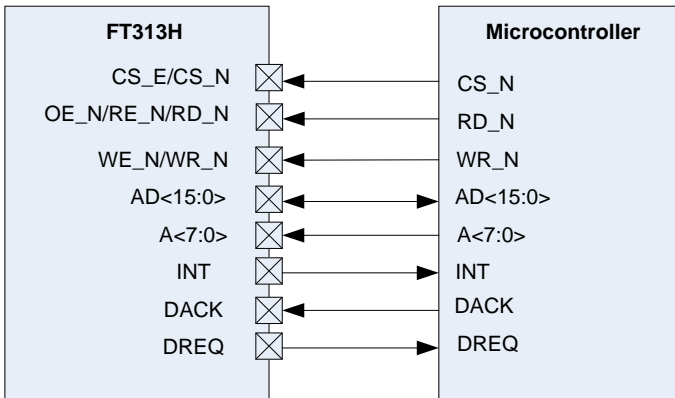 FT313H
Microcontroller
CS_E/CS_N
CS_N
OE_N/RE_N/RD_N
RD_N
WE_N/WR_N
WR_N
AD<15:0>
AD<15:0>
A<7:0>
A<7:0>
INT
INT
DACK
DACK
DREQ
DREQ